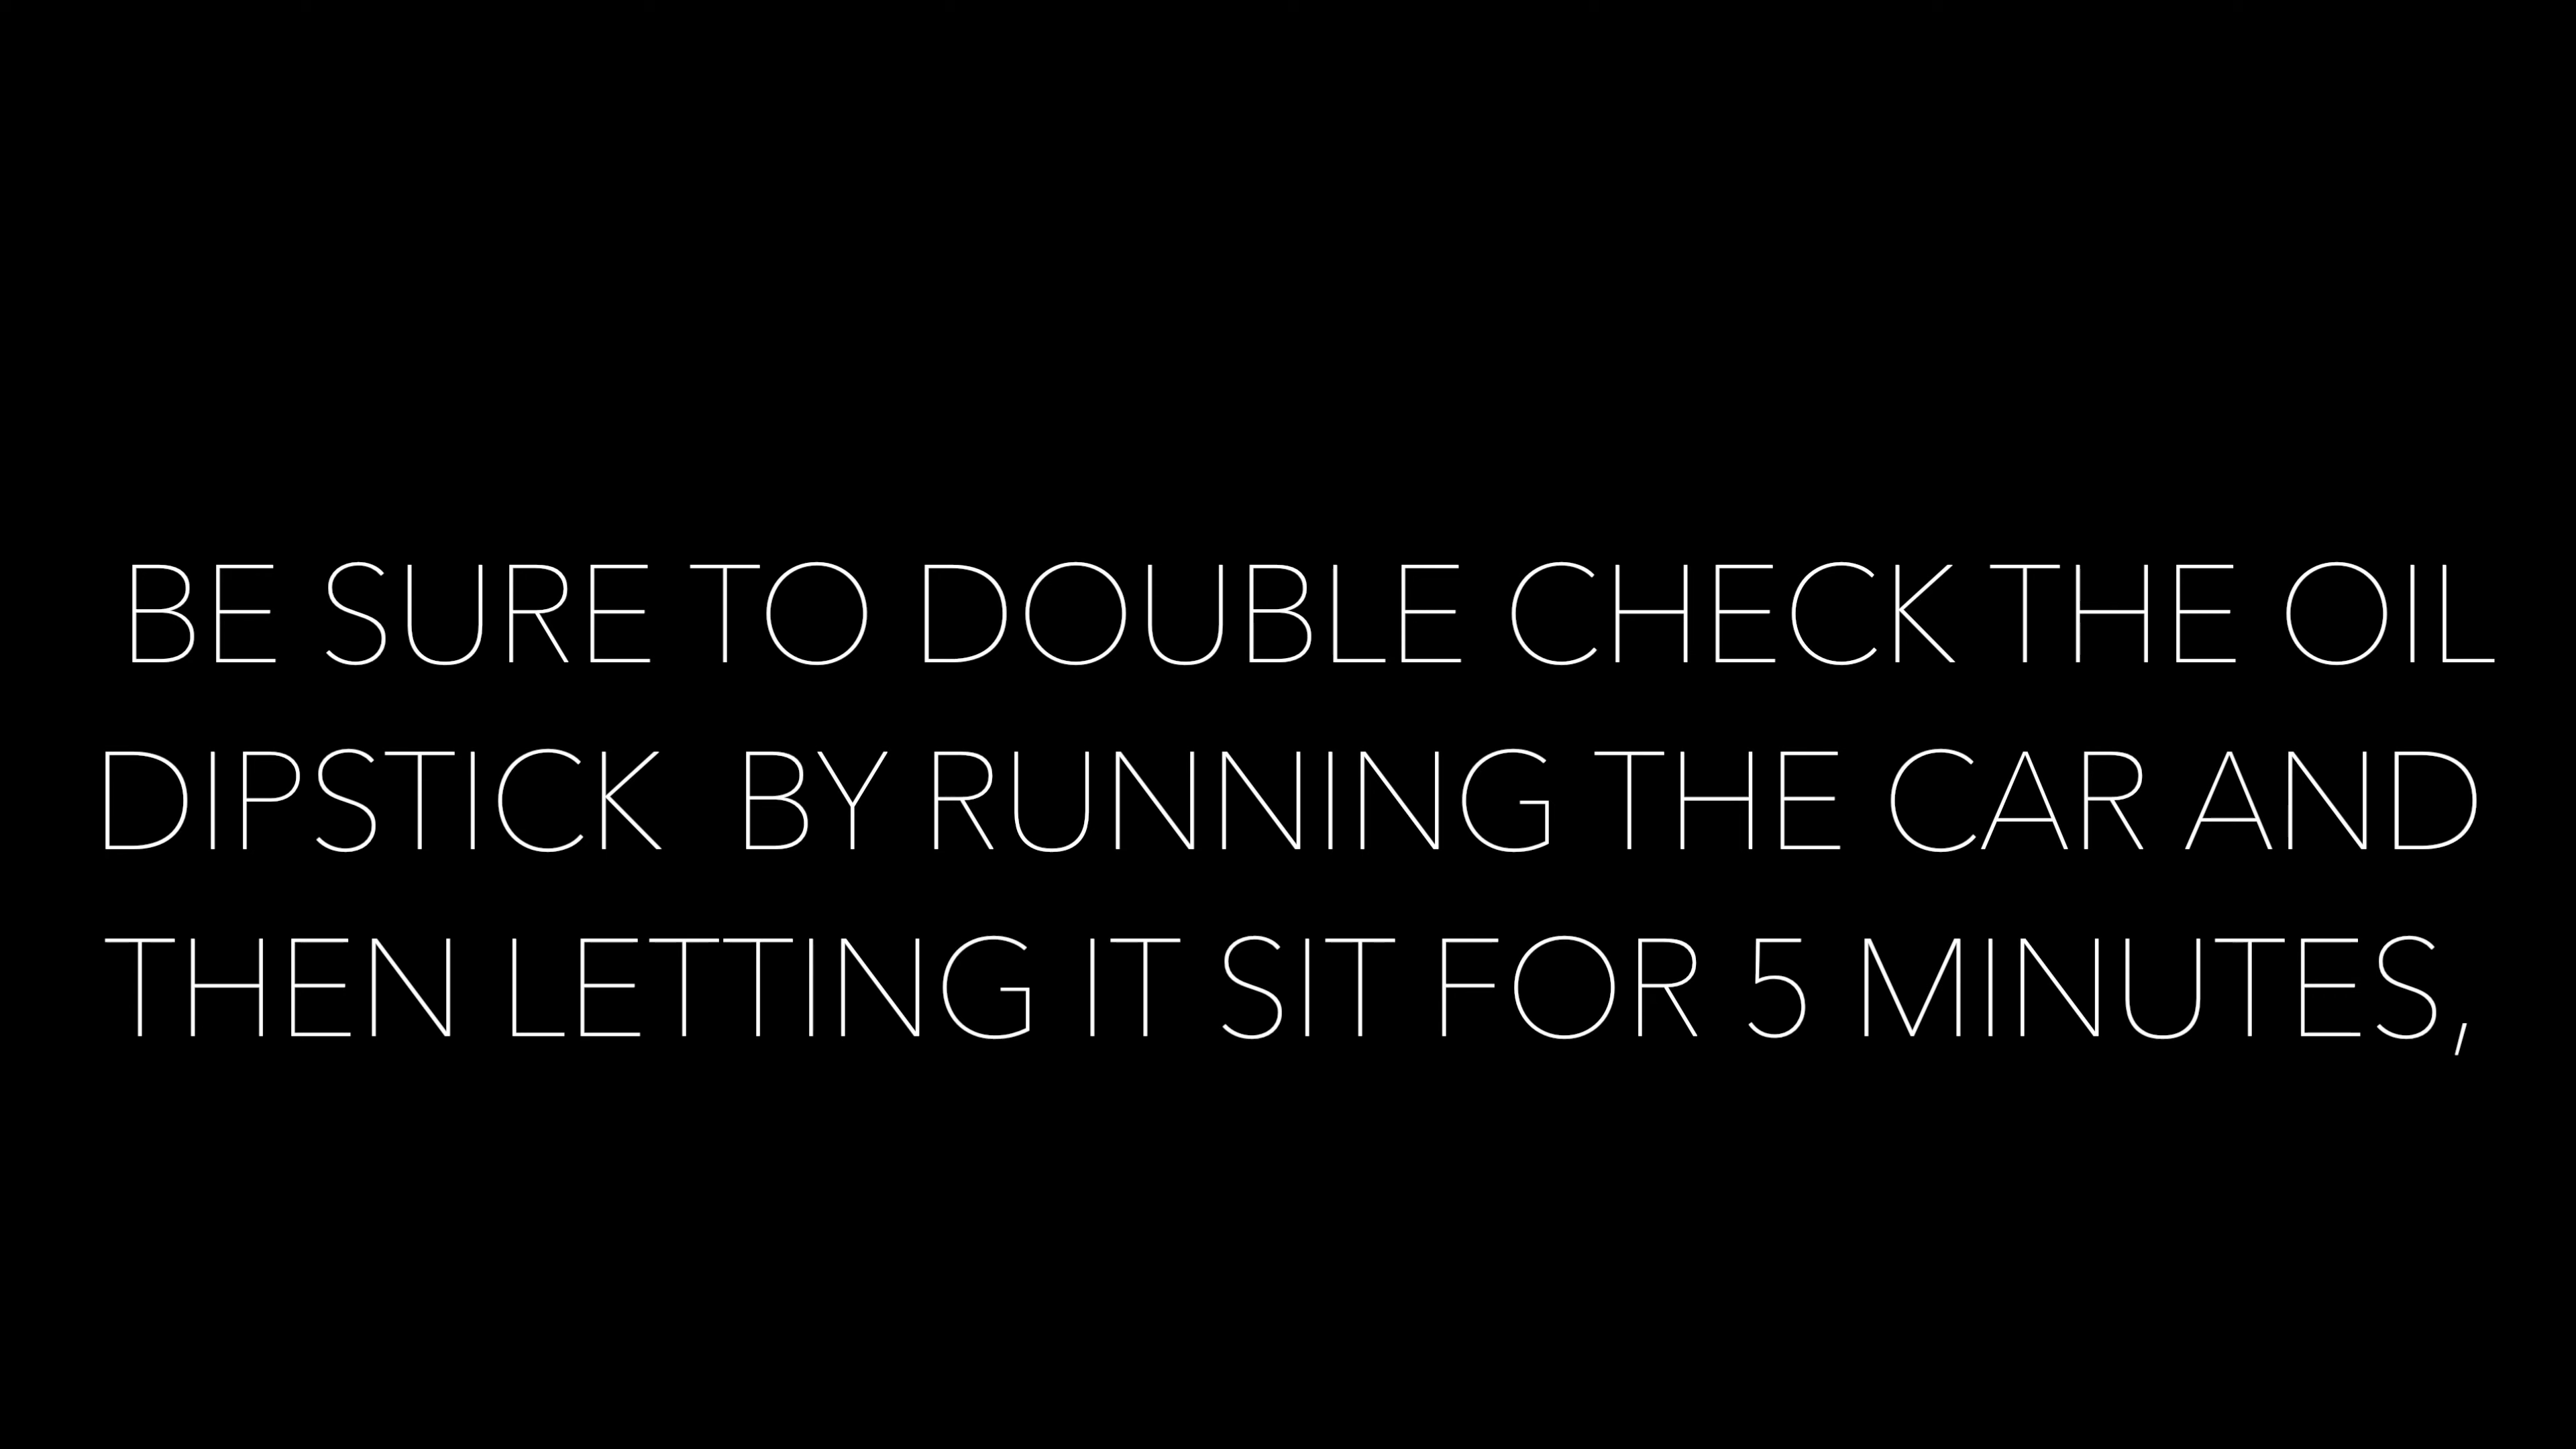 BE SURE TO DOUBLE CHECK THE OIL
DIPSTICK  BY RUNNING THE CAR AND
THEN LETTING IT SIT FOR 5 MINUTES,